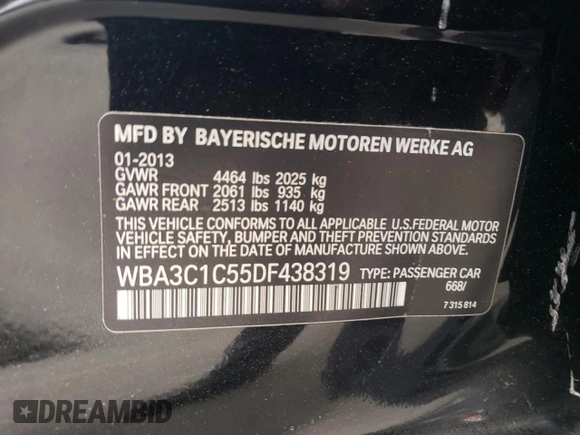 MFD BY BAYERISCHE MOTOREN WERKE AG
01-2013
GVWR 4464 lbs 2025 kg
GAWR FRONT 2061 lbs 935 kg
GAWR REAR 2513 lbs 1140 kg
THIS VEHICLE CONFORMS TO ALL APPLICABLE U.S.FEDERAL MOTOR
VEHICLE SAFETY, BUMPER AND THEFT PREVENTION STANDARDS
IN EFFECT ON THE DATE OF MANUFACTURE SHOWN ABOVE.
WBA3C1C55DF438319 TYPE: PASSENGER CAR
668/
7 315 814
DREAMBID